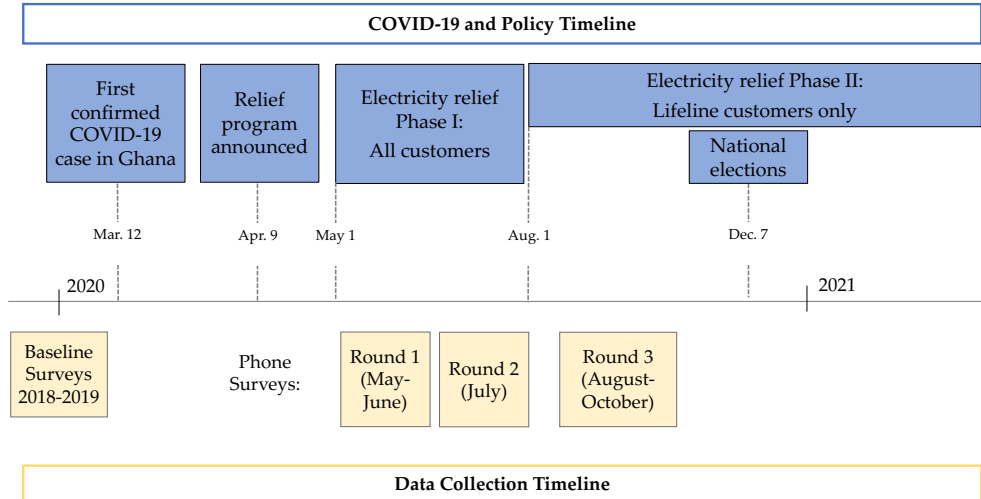 COVID-19 and Policy Timeline
First
confirmed
COVID-19
case in Ghana
Relief
program
announced
Electricity relief
Phase I:
All customers
Electricity relief Phase II:
Lifeline customers only
National
elections
Mar. 12
Apr. 9
May 1
Aug. 1
Dec. 7
2020
2021
Baseline
Surveys
2018-2019
Phone
Surveys:
Round 1
(May-
June)
Round 2
(July)
Round 3
(August-
October)
Data Collection Timeline